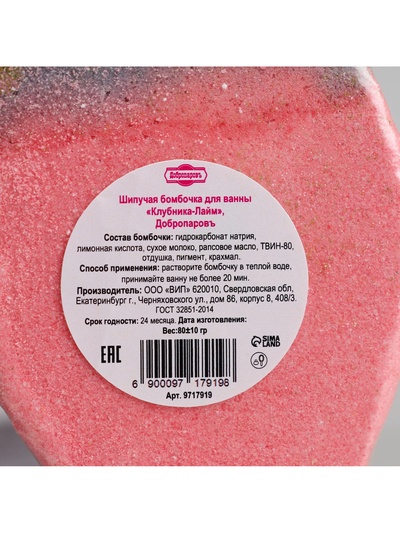 Добропаровъ
Шипучая бомбочка для ванны
«Клубника-Лайм»,
Добропаровъ
Состав бомбочки: гидрокарбонат натрия,
лимонная кислота, сухое молоко, рапсовое масло, ТВИН-80,
отдушка, пигмент, крахмал.
Способ применения: растворите бомбочку в теплой воде,
принимайте ванну не более 20 мин.
Производитель: ООО «ВИП» 620010, Свердловская обл,
Екатеринбург г., Черняховского ул., дом 86, корпус 8, 408/3.
ГОСТ 32851-2014
Срок годности: 24 месяца. Дата изготовления:
Вес:80±10 гр
EAC
SIMA
LAND
6 900097 179198
Арт. 9717919